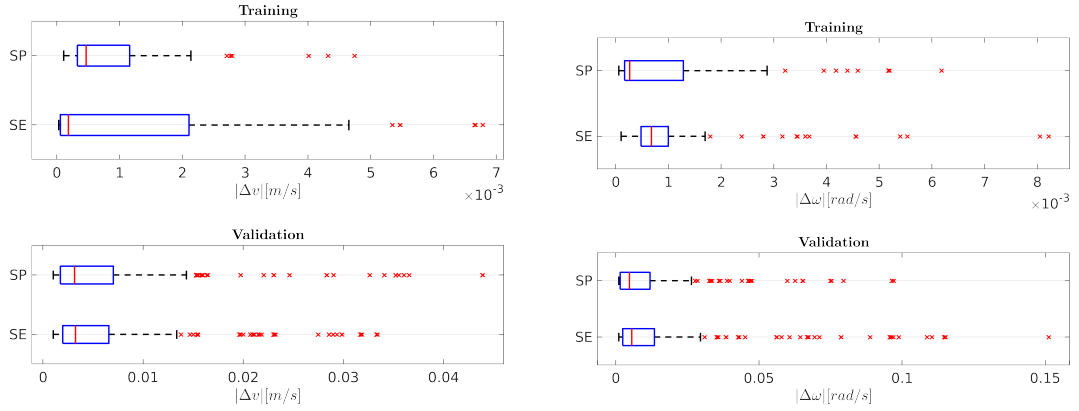 Training
SP
SE
0 1 2 3 4 5 6 7
|Δv|[m/s]
×10⁻³
Training
SP
SE
0 1 2 3 4 5 6 7 8
|Δω|[rad/s]
×10⁻³
Validation
SP
SE
0 0.01 0.02 0.03 0.04
|Δv|[m/s]
Validation
SP
SE
0 0.05 0.1 0.15
|Δω|[rad/s]